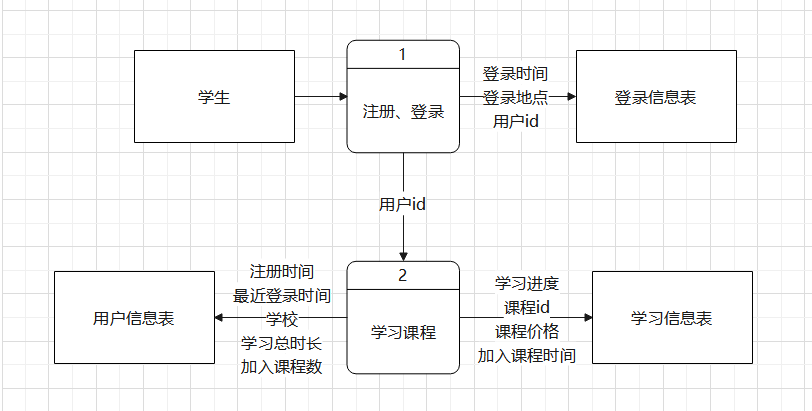 1
学生
注册、登录
登录时间
登录地点
用户id
登录信息表
用户id
2
用户信息表
注册时间
最近登录时间
学校
学习总时长
加入课程数
学习课程
学习进度
课程id
课程价格
加入课程时间
学习信息表